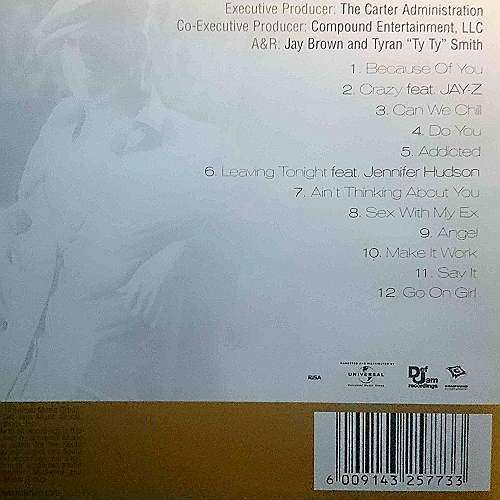 Executive Producer: The Carter Administration
Co-Executive Producer: Compound Entertainment, LLC
A&R: Jay Brown and Tyran “Ty Ty” Smith
1. Because Of You
2. Crazy feat. JAY-Z
3. Can We Chill
4. Do You
5. Addicted
6. Leaving Tonight feat. Jennifer Hudson
7. Ain't Thinking About You
8. Sex With My Ex
9. Angel
10. Make It Work
11. Say It
12. Go On Girl
RiSA
UNIVERSAL
Def Jam
recordings
6 009143 257733